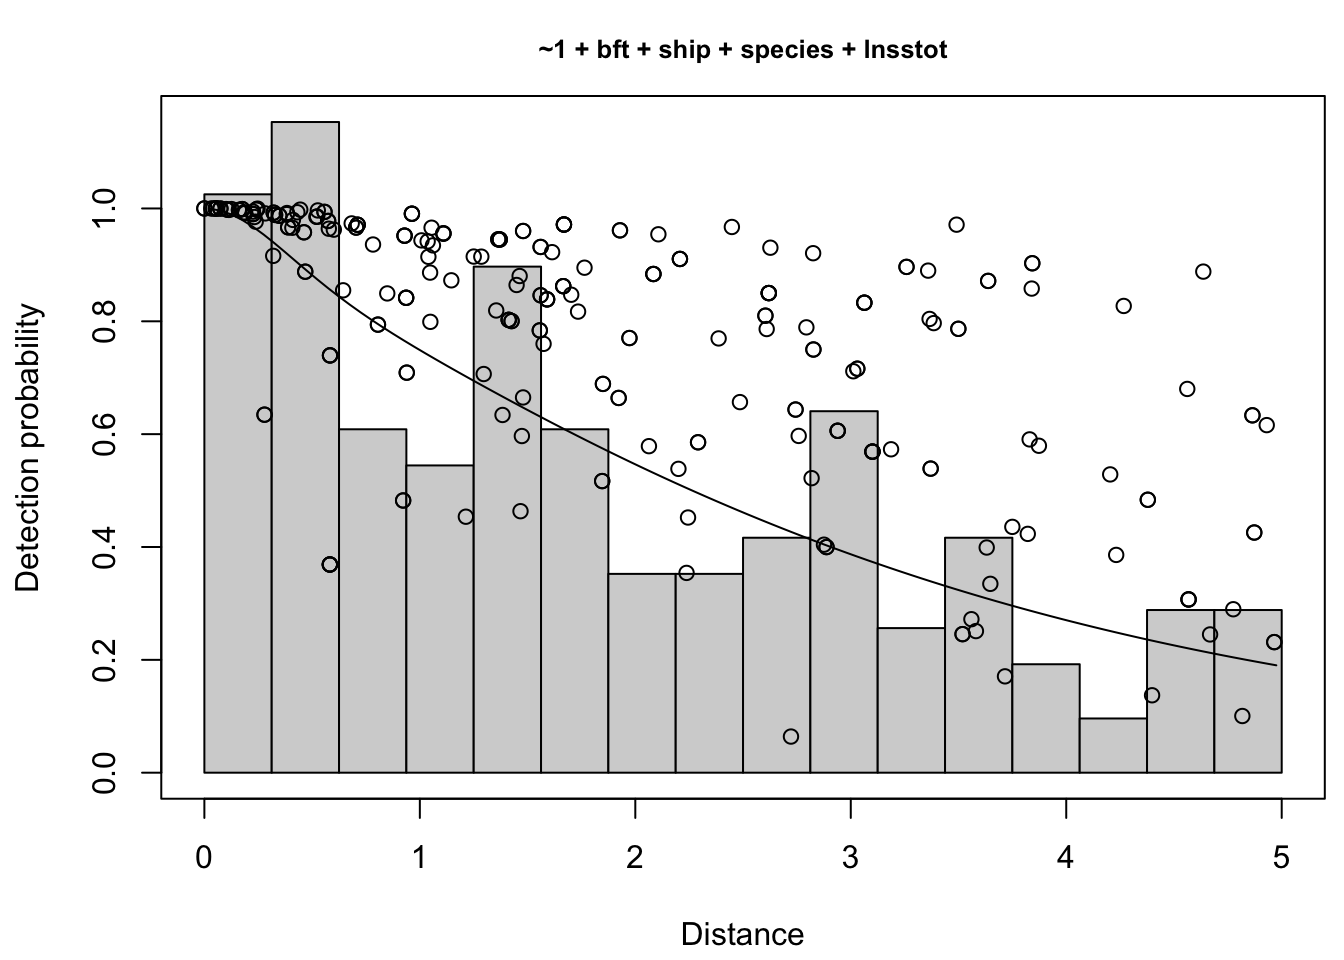 ~1 + bft + ship + species + lnsstot
Detection probability
1.0
0.8
0.6
0.4
0.2
0.0
0 1 2 3 4 5
Distance